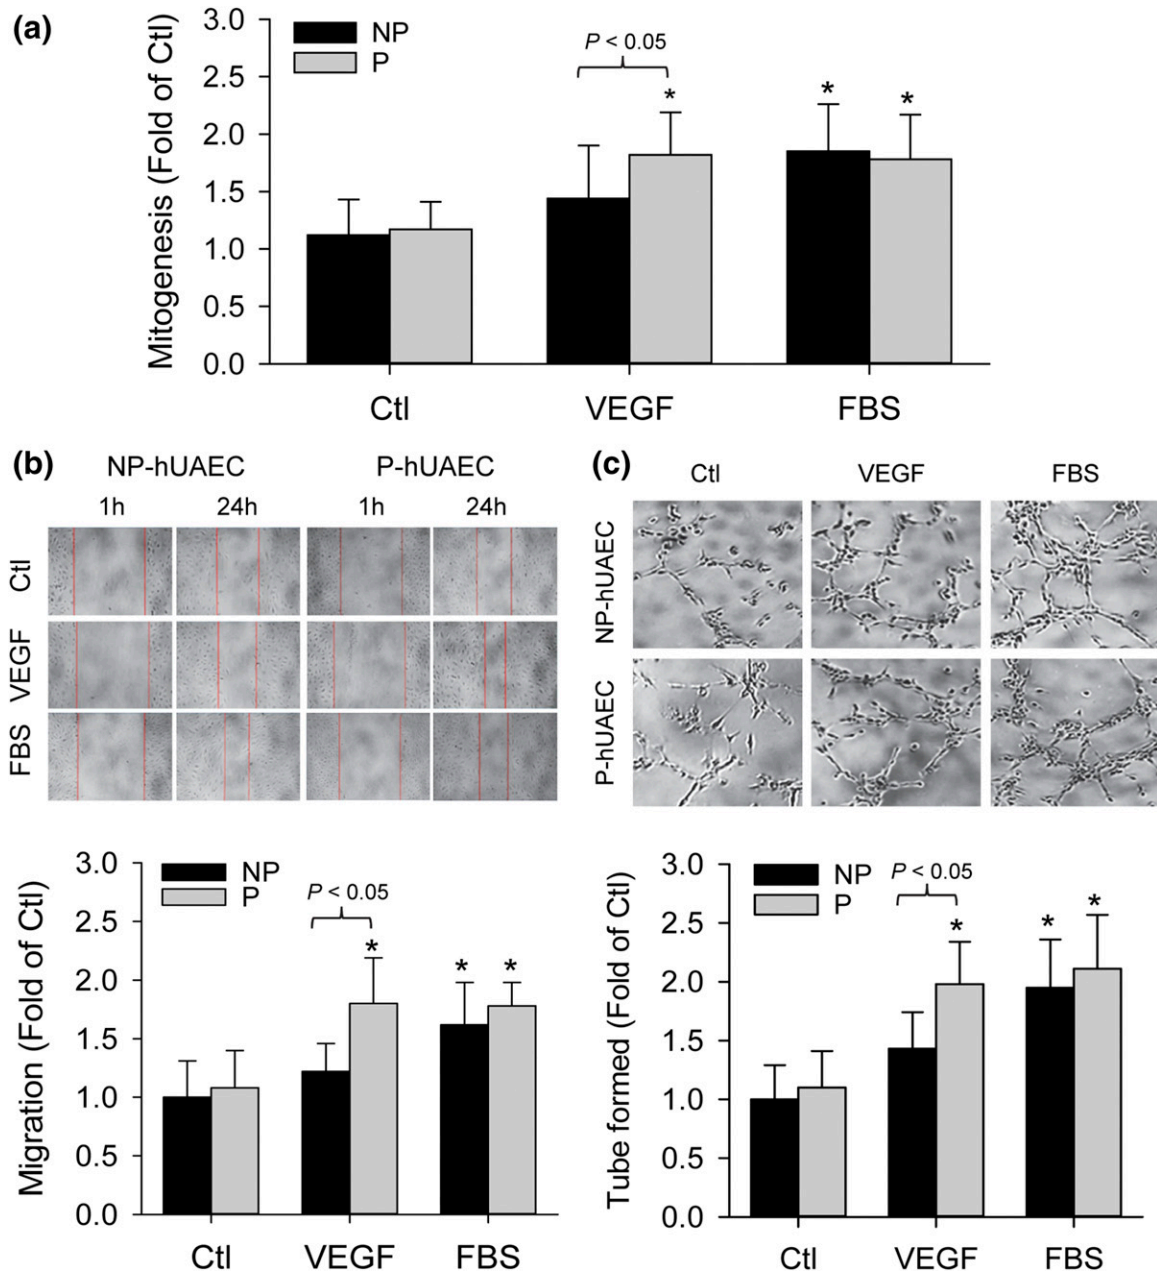 (a)
Mitogenesis (Fold of Ctl)
3.0
2.5
2.0
1.5
1.0
0.5
0.0
NP
P
P < 0.05
*
*
*
Ctl VEGF FBS
(b)
NP-hUAEC P-hUAEC
1h 24h 1h 24h
Ctl
VEGF
FBS
Migration (Fold of Ctl)
3.0
2.5
2.0
1.5
1.0
0.5
0.0
NP
P
P < 0.05
*
*
*
Ctl VEGF FBS
(c)
Ctl VEGF FBS
NP-hUAEC
P-hUAEC
Tube formed (Fold of Ctl)
3.0
2.5
2.0
1.5
1.0
0.5
0.0
NP
P
P < 0.05
*
*
*
Ctl VEGF FBS